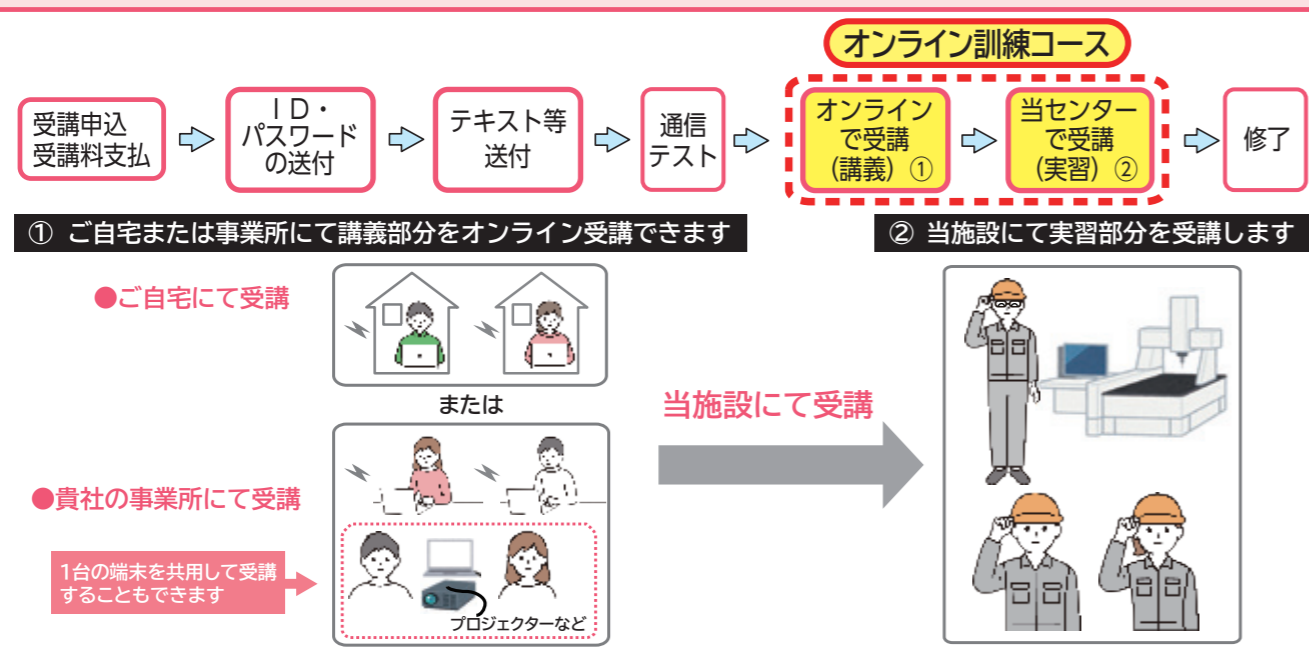 オンライン訓練コース
受講申込
受講料支払
ID・
パスワード
の送付
テキスト等
送付
通信
テスト
オンライン
で受講
(講義) ①
当センター
で受講
(実習) ②
修了
① ご自宅または事業所にて講義部分をオンライン受講できます
② 当施設にて実習部分を受講します
●ご自宅にて受講
または
当施設にて受講
●貴社の事業所にて受講
1台の端末を共用して受講
することもできます
プロジェクターなど